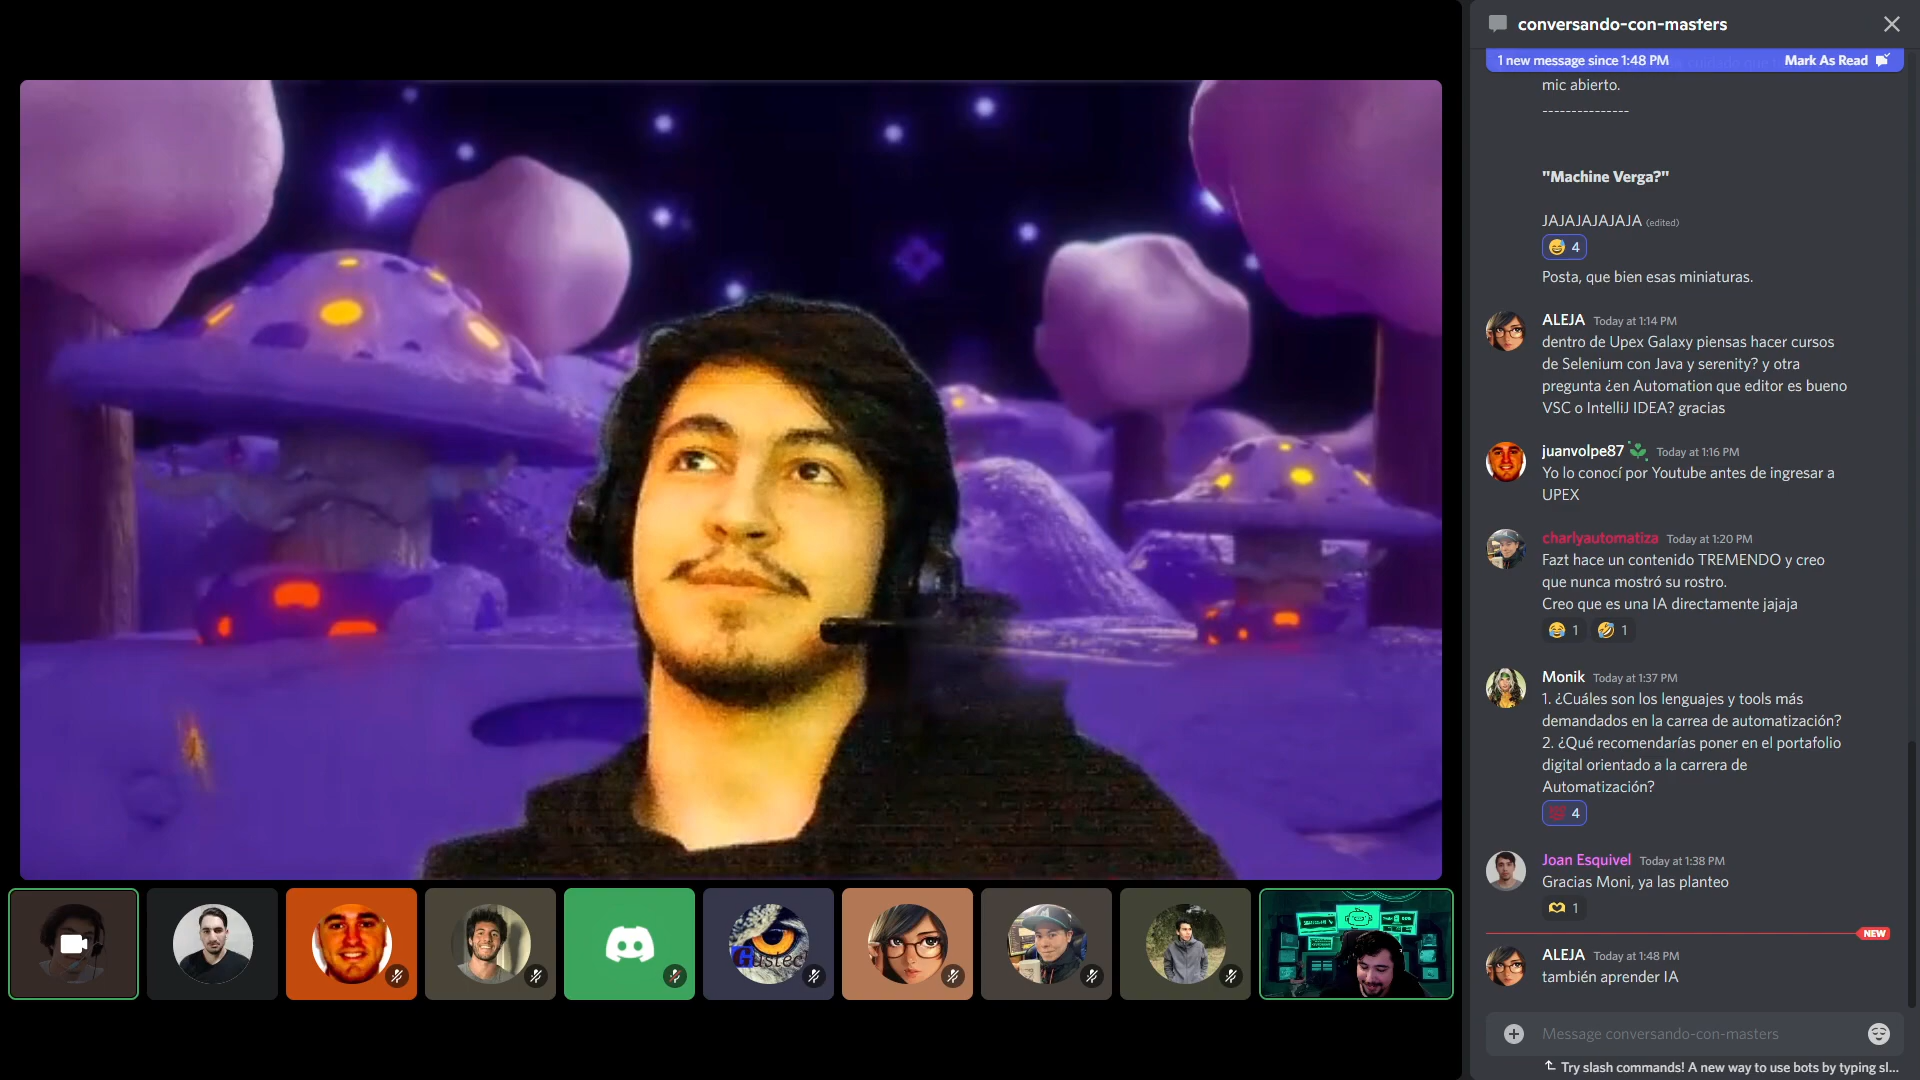 conversando-con-masters
1 new message since 1:48 PM
Mark As Read
mic abierto.
---------------
"Machine Verga?"
JAJAJAJAJAJA (edited)
4
Posta, que bien esas miniaturas.
ALEJA Today at 1:14 PM
dentro de Upex Galaxy piensas hacer cursos
de Selenium con Java y serenity? y otra
pregunta ¿en Automation que editor es bueno
VSC o IntelliJ IDEA? gracias
juanvolpe87 Today at 1:16 PM
Yo lo conocí por Youtube antes de ingresar a
UPEX
charlyautomatiza Today at 1:20 PM
Fazt hace un contenido TREMENDO y creo
que nunca mostró su rostro.
Creo que es una IA directamente jajaja
1 1
Monik Today at 1:37 PM
1. ¿Cuáles son los lenguajes y tools más
demandados en la carrea de automatización?
2. ¿Qué recomendarías poner en el portafolio
digital orientado a la carrera de
Automatización?
4
Joan Esquivel Today at 1:38 PM
Gracias Moni, ya las planteo
1
NEW
ALEJA Today at 1:48 PM
también aprender IA
Message conversando-con-masters
Try slash commands! A new way to use bots by typing sl...